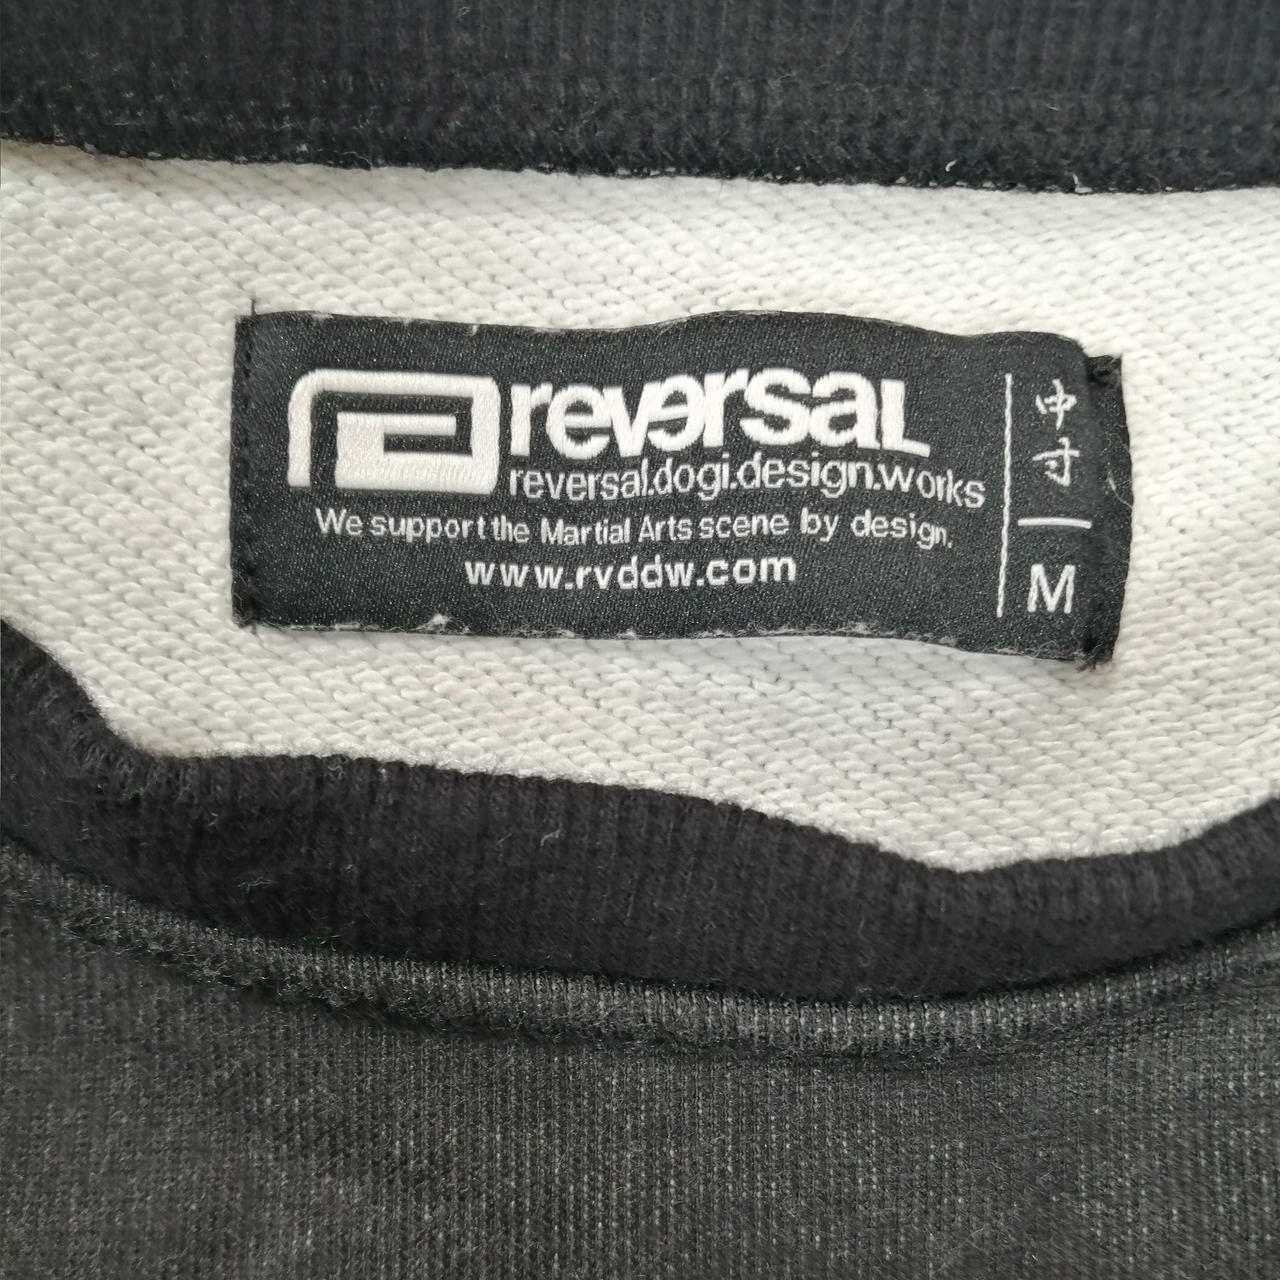 reversal
reversal.dogi.design.works
We support the Martial Arts scene by design.
www.rvddw.com
中
寸
M